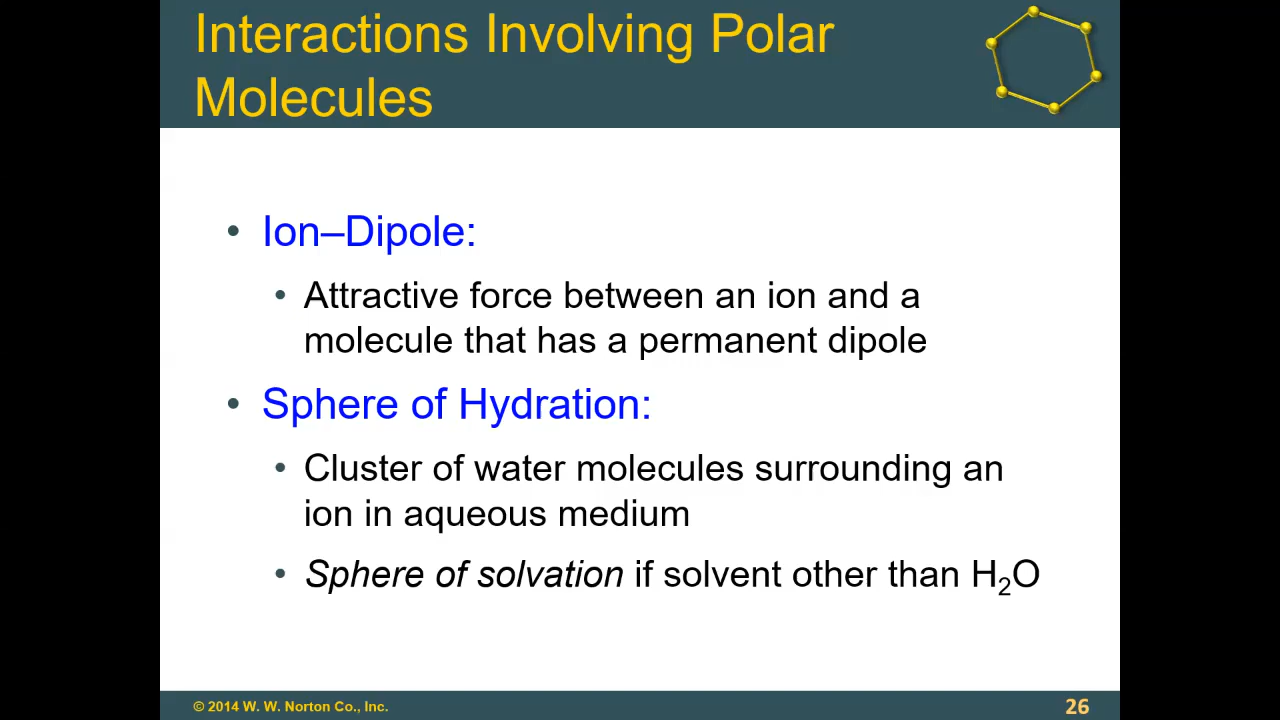 Interactions Involving Polar
Molecules
• Ion–Dipole:
• Attractive force between an ion and a
molecule that has a permanent dipole
• Sphere of Hydration:
• Cluster of water molecules surrounding an
ion in aqueous medium
• Sphere of solvation if solvent other than H₂O
© 2014 W. W. Norton Co., Inc.
26